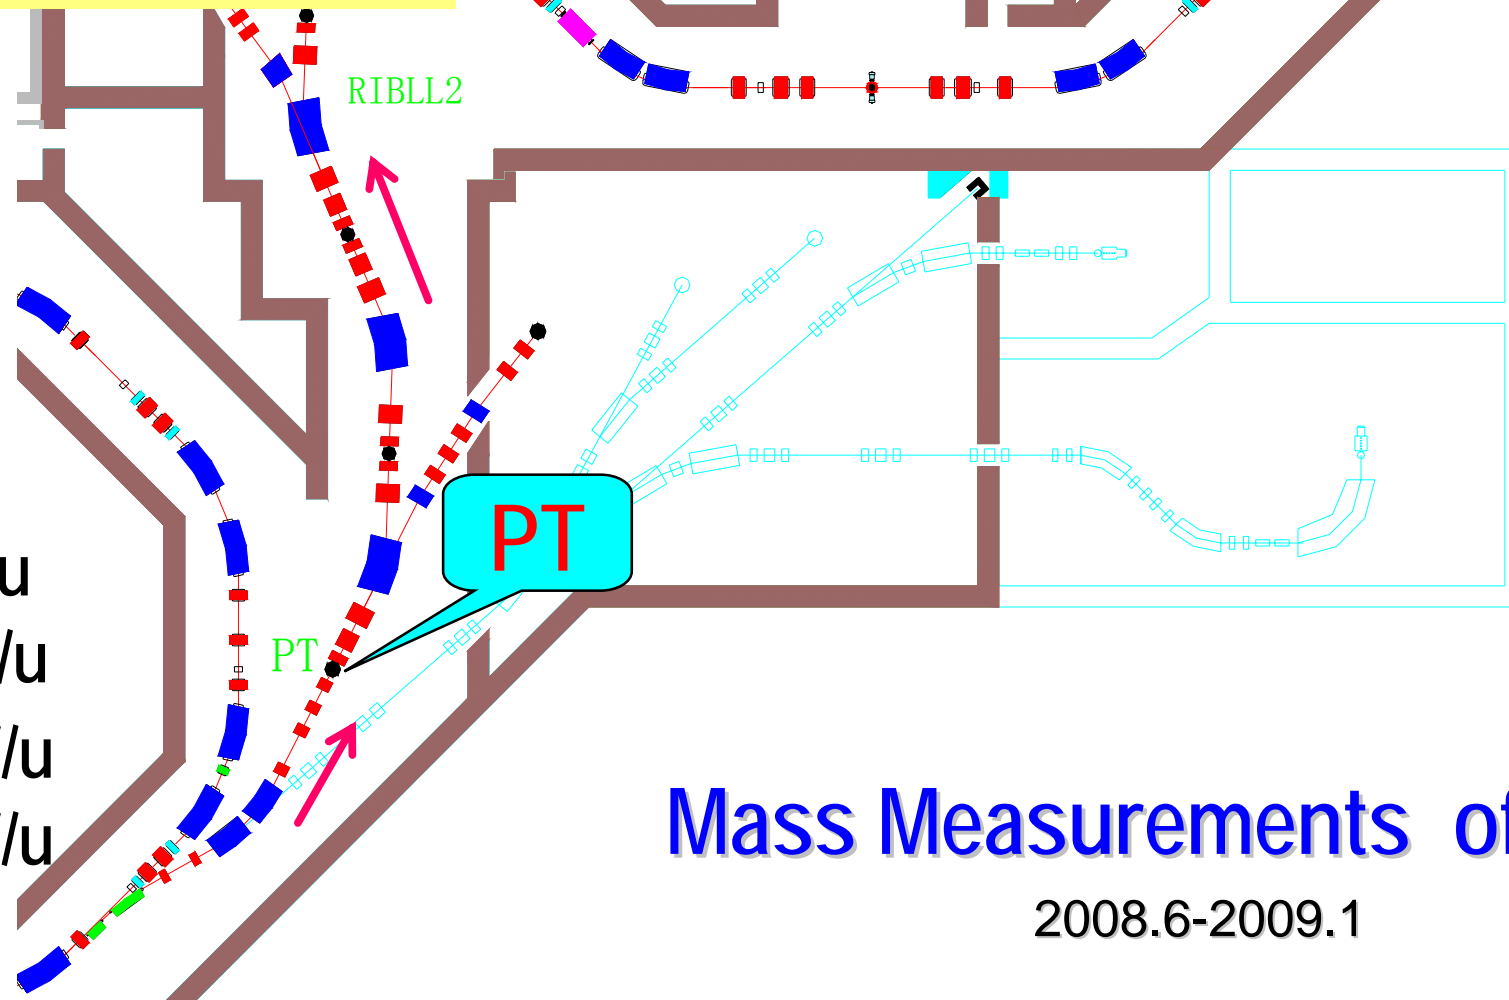 RIBLL2
PT
PT
u
/u
/u
/u
Mass Measurements of
2008.6-2009.1